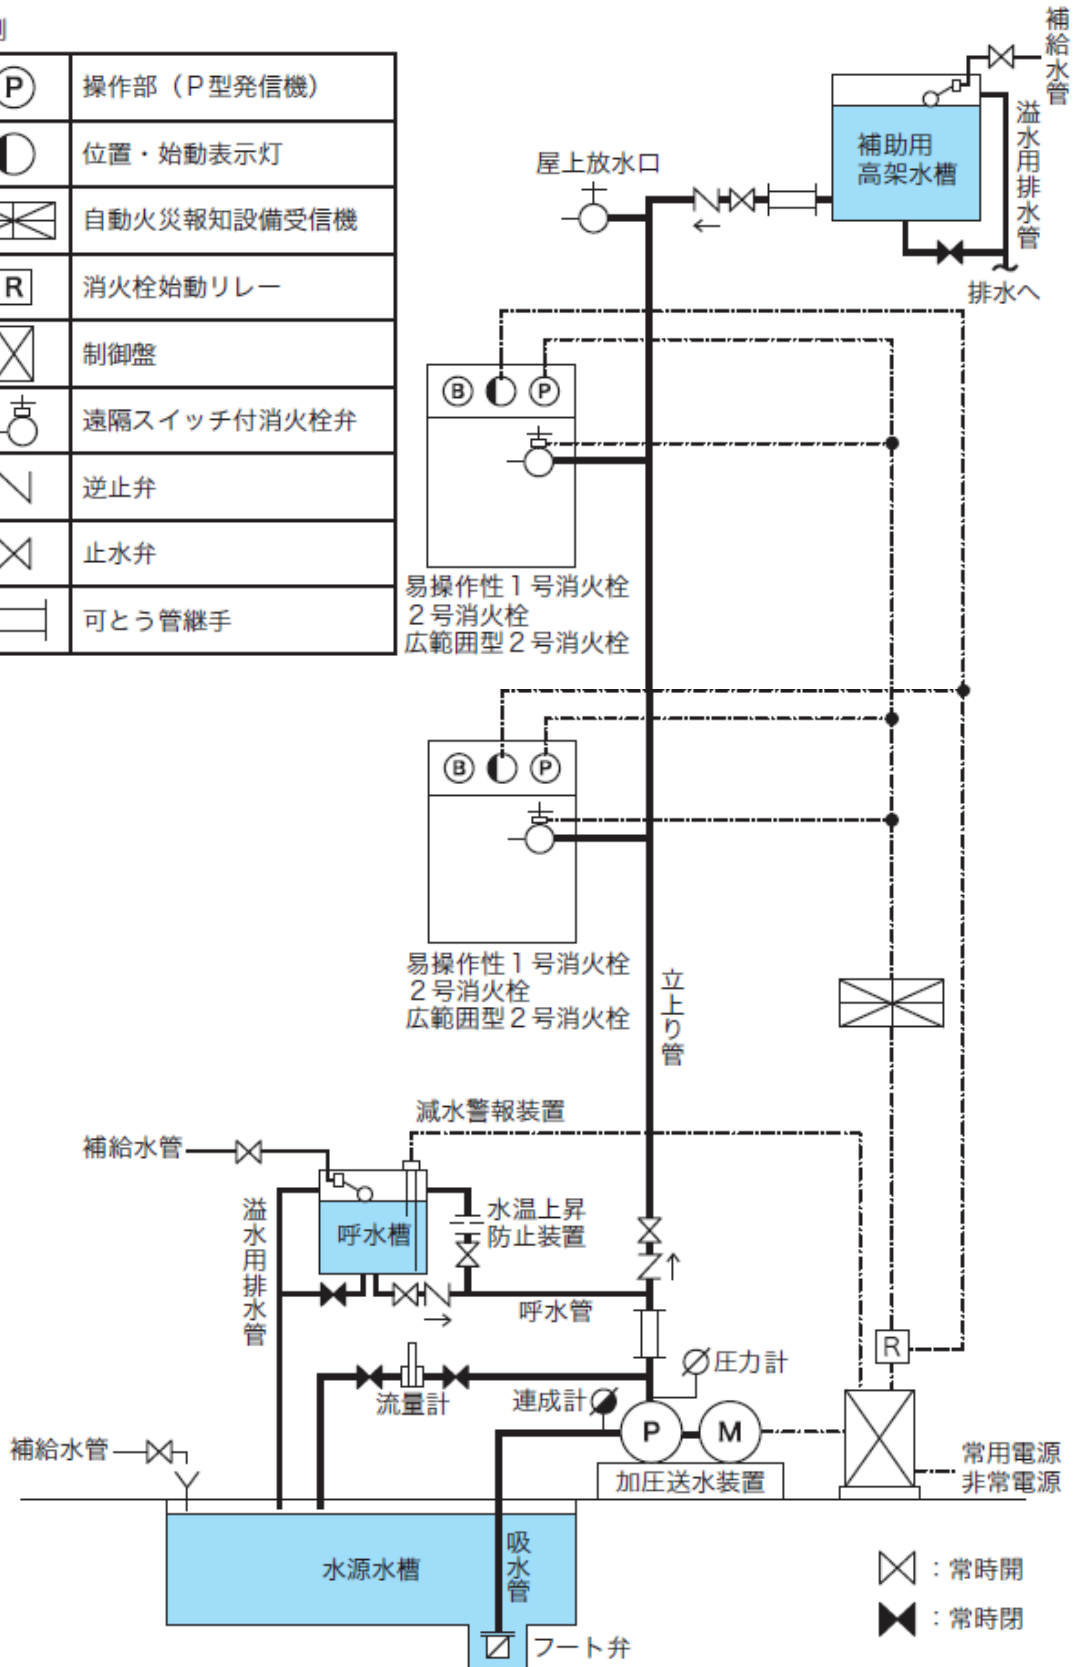 例
P 操作部（P型発信機）
位置・始動表示灯
自動火災報知設備受信機
R 消火栓始動リレー
制御盤
遠隔スイッチ付消火栓弁
逆止弁
止水弁
可とう管継手
補給水管
溢水用排水管
補助用
高架水槽
屋上放水口
排水へ
B P
易操作性１号消火栓
２号消火栓
広範囲型２号消火栓
B P
易操作性１号消火栓
２号消火栓
広範囲型２号消火栓
立上り管
減水警報装置
補給水管
溢水用排水管
呼水槽
水温上昇
防止装置
呼水管
流量計
連成計
圧力計
R
P M
加圧送水装置
常用電源
非常電源
補給水管
水源水槽
吸水管
フート弁
：常時開
：常時閉